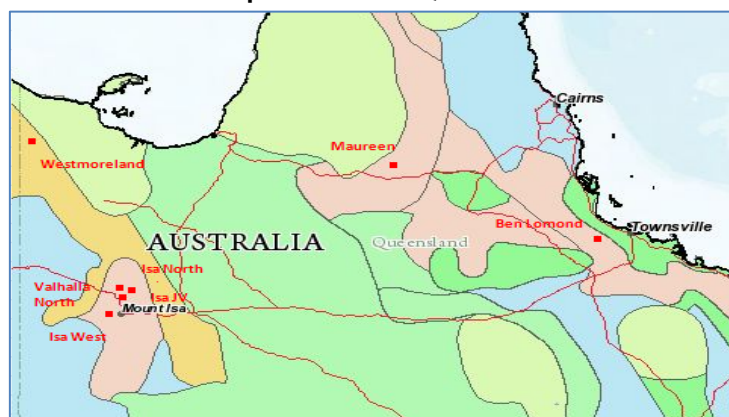 Cairns
Maureen
Westmoreland
Ben Lomond
Townsville
AUSTRALIA
Queensland
Isa North
Valhalla
North
Isa JV
Mount Isa
Isa West